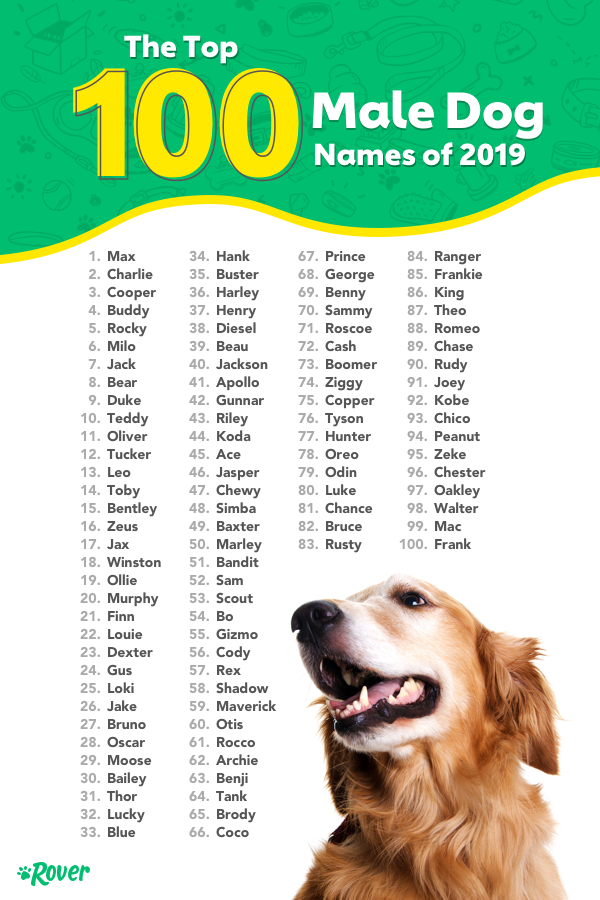 The Top
100
Male Dog
Names of 2019
1. Max
2. Charlie
3. Cooper
4. Buddy
5. Rocky
6. Milo
7. Jack
8. Bear
9. Duke
10. Teddy
11. Oliver
12. Tucker
13. Leo
14. Toby
15. Bentley
16. Zeus
17. Jax
18. Winston
19. Ollie
20. Murphy
21. Finn
22. Louie
23. Dexter
24. Gus
25. Loki
26. Jake
27. Bruno
28. Oscar
29. Moose
30. Bailey
31. Thor
32. Lucky
33. Blue
34. Hank
35. Buster
36. Harley
37. Henry
38. Diesel
39. Beau
40. Jackson
41. Apollo
42. Gunnar
43. Riley
44. Koda
45. Ace
46. Jasper
47. Chewy
48. Simba
49. Baxter
50. Marley
51. Bandit
52. Sam
53. Scout
54. Bo
55. Gizmo
56. Cody
57. Rex
58. Shadow
59. Maverick
60. Otis
61. Rocco
62. Archie
63. Benji
64. Tank
65. Brody
66. Coco
67. Prince
68. George
69. Benny
70. Sammy
71. Roscoe
72. Cash
73. Boomer
74. Ziggy
75. Copper
76. Tyson
77. Hunter
78. Oreo
79. Odin
80. Luke
81. Chance
82. Bruce
83. Rusty
84. Ranger
85. Frankie
86. King
87. Theo
88. Romeo
89. Chase
90. Rudy
91. Joey
92. Kobe
93. Chico
94. Peanut
95. Zeke
96. Chester
97. Oakley
98. Walter
99. Mac
100. Frank
Rover